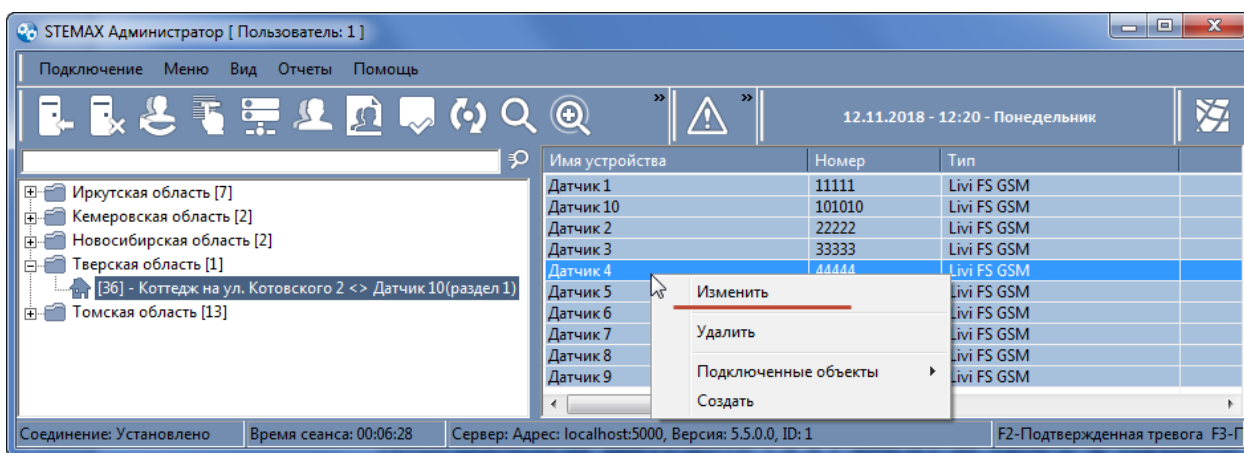 STEMAX Администратор [ Пользователь: 1 ]
Подключение Меню Вид Отчеты Помощь
12.11.2018 - 12:20 - Понедельник
Имя устройства Номер Тип
Иркутская область [7]
Кемеровская область [2]
Новосибирская область [2]
Тверская область [1]
[36] - Коттедж на ул. Котовского 2 <> Датчик 10(раздел 1)
Томская область [13]
Датчик 1 11111 Livi FS GSM
Датчик 10 101010 Livi FS GSM
Датчик 2 22222 Livi FS GSM
Датчик 3 33333 Livi FS GSM
Датчик 4 44444 Livi FS GSM
Датчик 5 Livi FS GSM
Датчик 6 Livi FS GSM
Датчик 7 Livi FS GSM
Датчик 8 Livi FS GSM
Датчик 9 Livi FS GSM
Изменить
Удалить
Подключенные объекты
Создать
Соединение: Установлено Время сеанса: 00:06:28 Сервер: Адрес: localhost:5000, Версия: 5.5.0.0, ID: 1 F2-Подтвержденная тревога